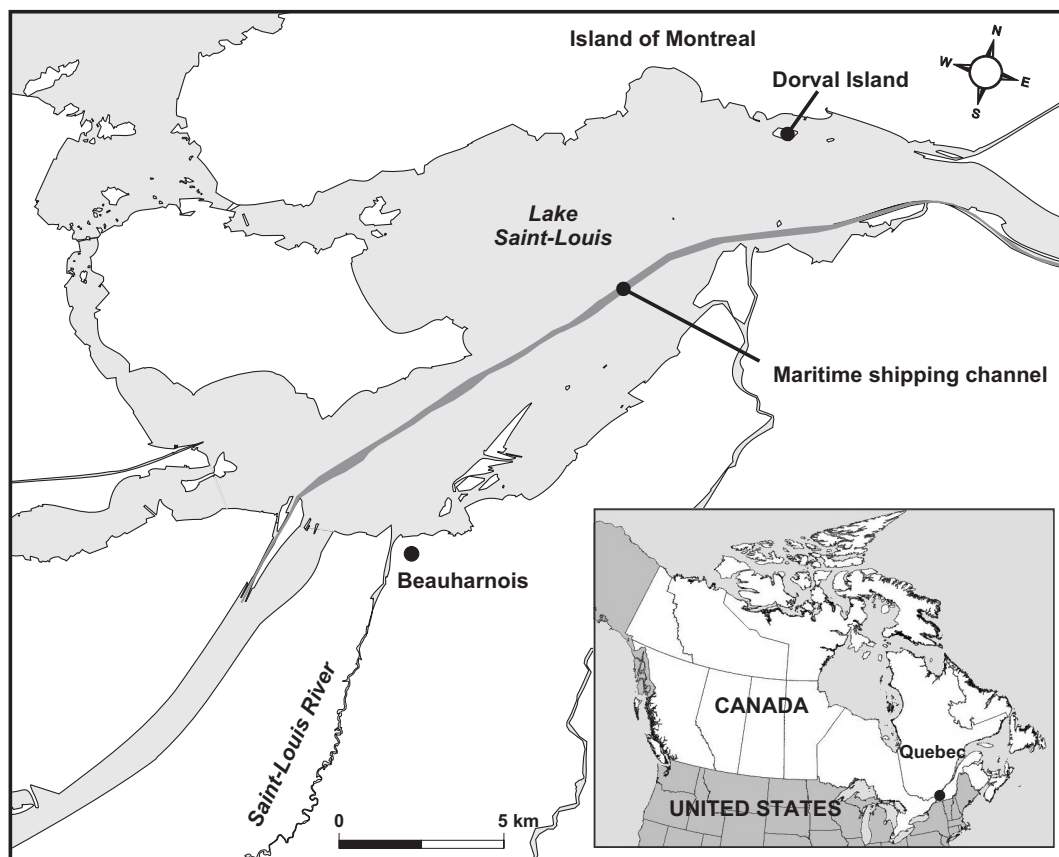 Island of Montreal
N
W
E
S
Dorval Island
Lake
Saint-Louis
Maritime shipping channel
Beauharnois
Saint-Louis River
0
5 km
CANADA
Quebec
UNITED STATES